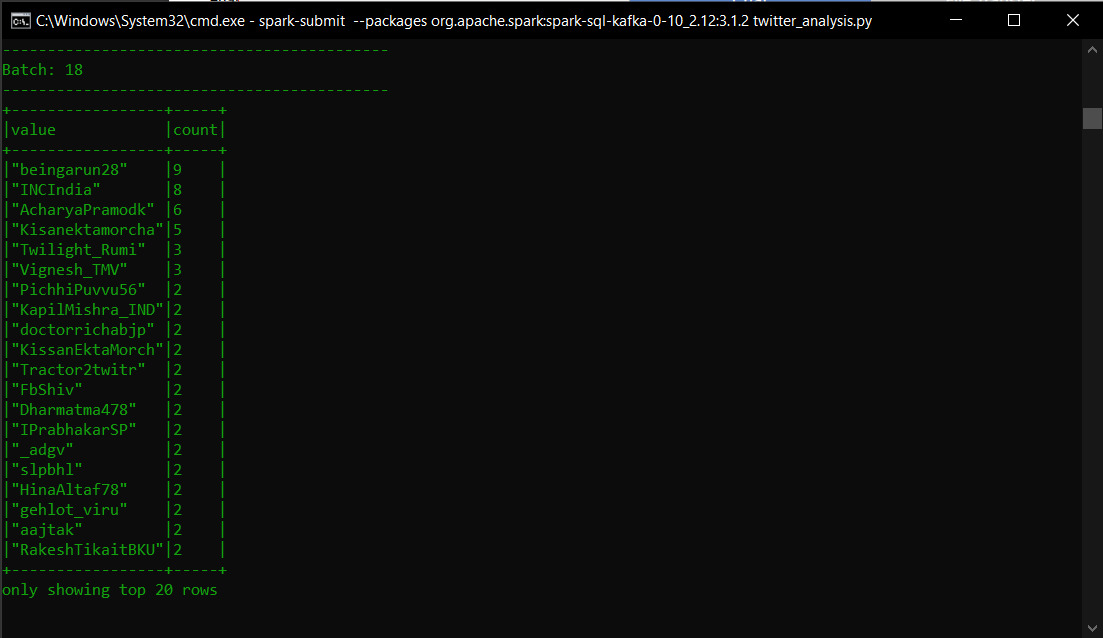 C:\Windows\System32\cmd.exe - spark-submit  --packages org.apache.spark:spark-sql-kafka-0-10_2.12:3.1.2 twitter_analysis.py
-------------------------------------------
Batch: 18
-------------------------------------------
+-----------------+-----+
|value            |count|
+-----------------+-----+
|"beingarun28"    |9    |
|"INCIndia"       |8    |
|"AcharyaPramodk" |6    |
|"Kisanektamorcha"|5    |
|"Twilight_Rumi"  |3    |
|"Vignesh_TMV"    |3    |
|"PichhiPuvvu56"  |2    |
|"KapilMishra_IND"|2    |
|"doctorrichabjp" |2    |
|"KissanEktaMorch"|2    |
|"Tractor2twitr"  |2    |
|"FbShiv"         |2    |
|"Dharmatma478"   |2    |
|"IPrabhakarSP"   |2    |
|"_adgv"          |2    |
|"slpbhl"         |2    |
|"HinaAltaf78"    |2    |
|"gehlot_viru"    |2    |
|"aajtak"         |2    |
|"RakeshTikaitBKU"|2    |
+-----------------+-----+
only showing top 20 rows